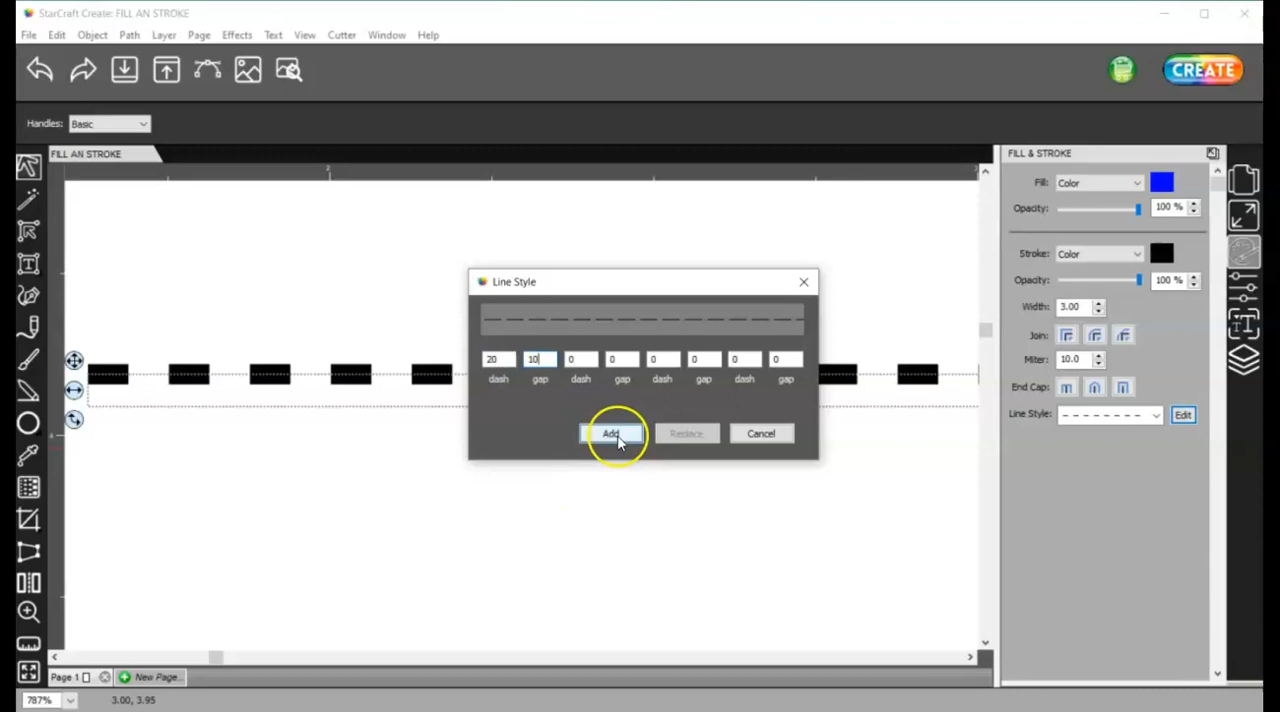 StarCraft Create: FILL AN STROKE
File Edit Object Path Layer Page Effects Text View Cutter Window Help
CREATE
Handles: Basic
FILL AN STROKE
FILL & STROKE
Fill: Color
Opacity: 100 %
Stroke: Color
Opacity: 100 %
Width: 3.00
Join:
Miter: 10.0
End Cap:
Line Style: Edit
Line Style
20 10 0 0 0 0 0 0
dash gap dash gap dash gap dash gap
Add Replace Cancel
Page 1 New Page...
787% 3.00, 3.95